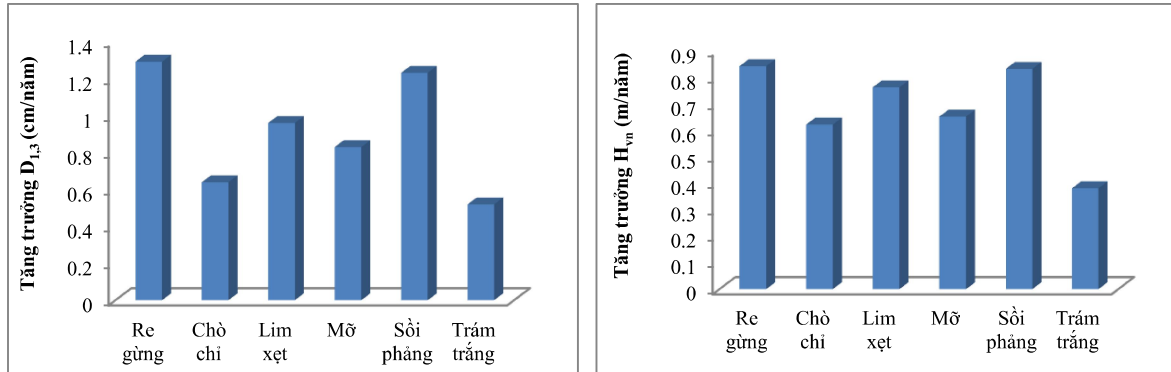 Tăng trưởng D1,3 (cm/năm)
1.4
1.2
1
0.8
0.6
0.4
0.2
0
Re gừng
Chò chỉ
Lim xẹt
Mỡ
Sồi phảng
Trám trắng
Tăng trưởng Hvn (m/năm)
0.9
0.8
0.7
0.6
0.5
0.4
0.3
0.2
0.1
0
Re gừng
Chò chỉ
Lim xẹt
Mỡ
Sồi phảng
Trám trắng